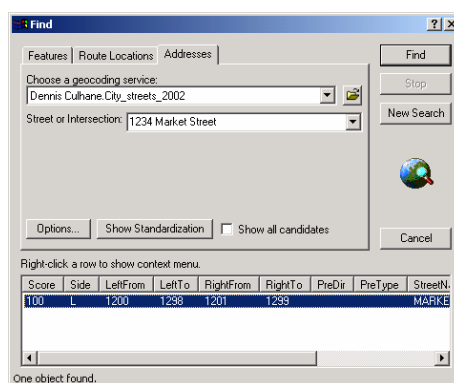 Find
Features Route Locations Addresses
Find
Choose a geocoding service:
Dennis Culhane.City_streets_2002
Stop
Street or Intersection: 1234 Market Street
New Search
Options... Show Standardization Show all candidates
Cancel
Right-click a row to show context menu.
Score Side LeftFrom LeftTo RightFrom RightTo PreDir PreType StreetN
100 L 1200 1298 1201 1299 MARKE
One object found.